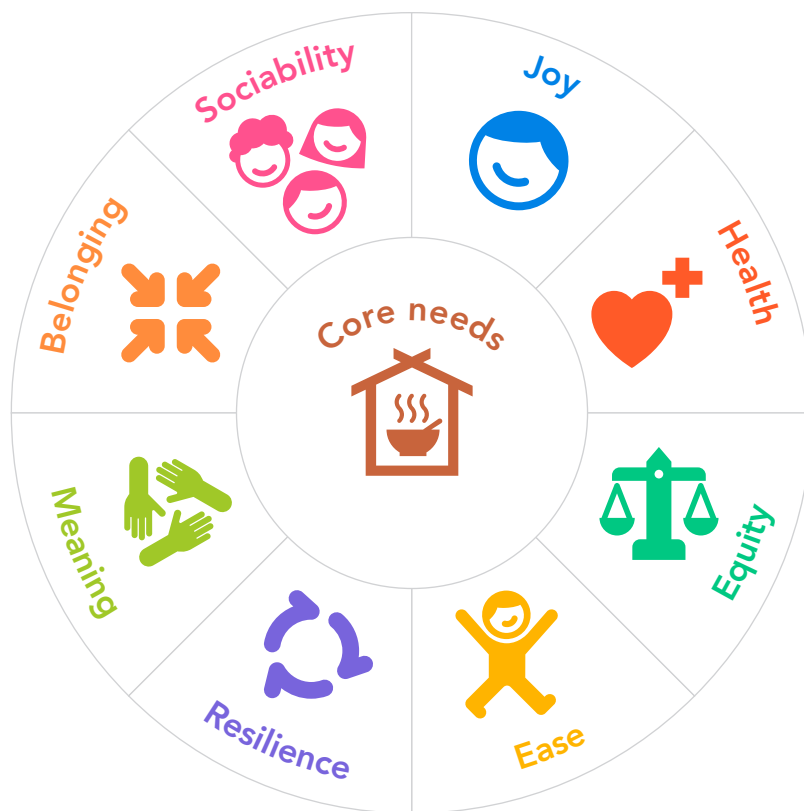 Sociability
Joy
Health
Equity
Ease
Resilience
Meaning
Belonging
Core needs